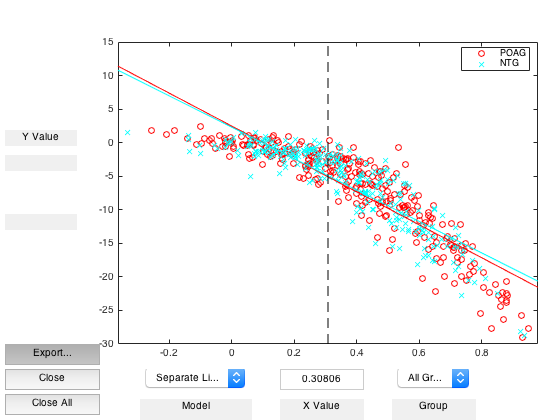 15
10
5
0
-5
-10
-15
-20
-25
-30
-0.2
0
0.2
0.4
0.6
0.8
POAG
NTG
Y Value
Export...
Close
Close All
Separate Li...
0.30806
All Gr...
Model
X Value
Group